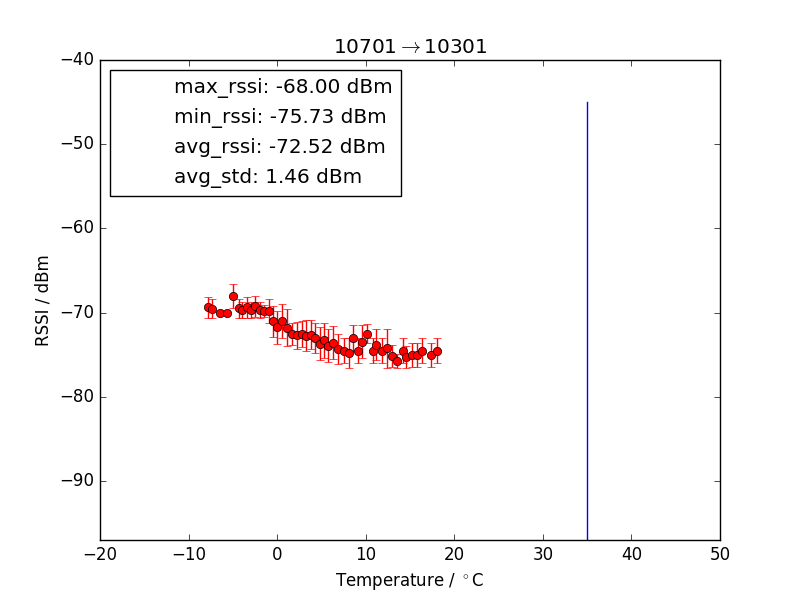 10701→10301
max_rssi: -68.00 dBm
min_rssi: -75.73 dBm
avg_rssi: -72.52 dBm
avg_std: 1.46 dBm
−40
−50
−60
−70
−80
−90
RSSI / dBm
−20 −10 0 10 20 30 40 50
Temperature / °C